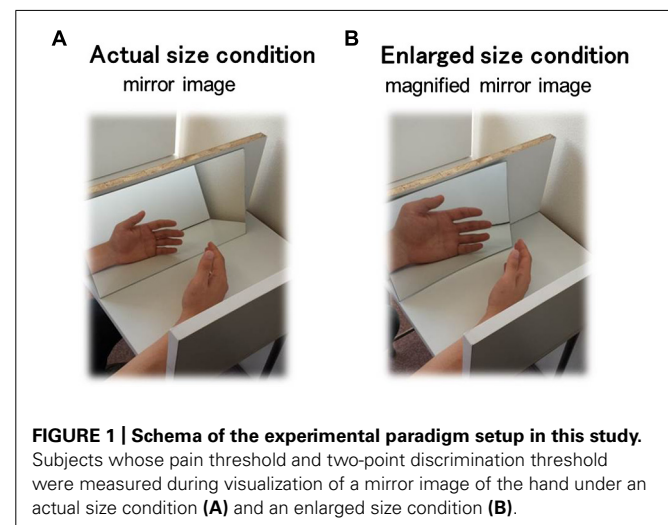 A
Actual size condition
mirror image
B
Enlarged size condition
magnified mirror image
FIGURE 1 | Schema of the experimental paradigm setup in this study.
Subjects whose pain threshold and two-point discrimination threshold
were measured during visualization of a mirror image of the hand under an
actual size condition (A) and an enlarged size condition (B).